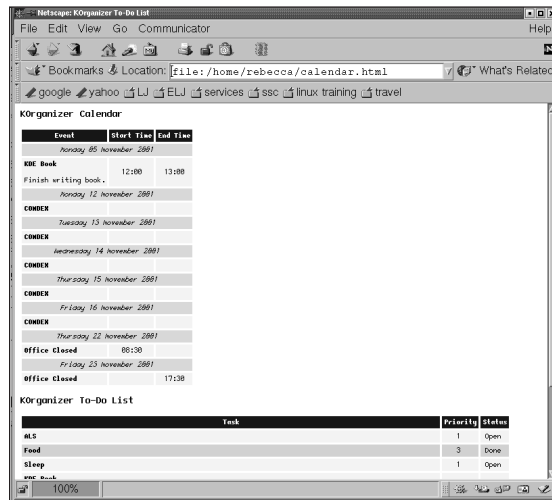 Netscape: KOrganizer To-Do List
File Edit View Go Communicator Help
Bookmarks Location: file:/home/rebecca/calendar.html What's Related
google yahoo LJ ELJ services ssc linux training travel
KOrganizer Calendar
Event Start Time End Time
Monday 05 November 2001
KDE Book 12:00 13:00
Finish writing book.
Monday 12 November 2001
COMDEX
Tuesday 13 November 2001
COMDEX
Wednesday 14 November 2001
COMDEX
Thursday 15 November 2001
COMDEX
Friday 16 November 2001
COMDEX
Thursday 22 November 2001
Office Closed 08:30
Friday 23 November 2001
Office Closed 17:30
KOrganizer To-Do List
Task Priority Status
ALS 1 Open
Food 3 Done
Sleep 1 Open
KDE Book
100%